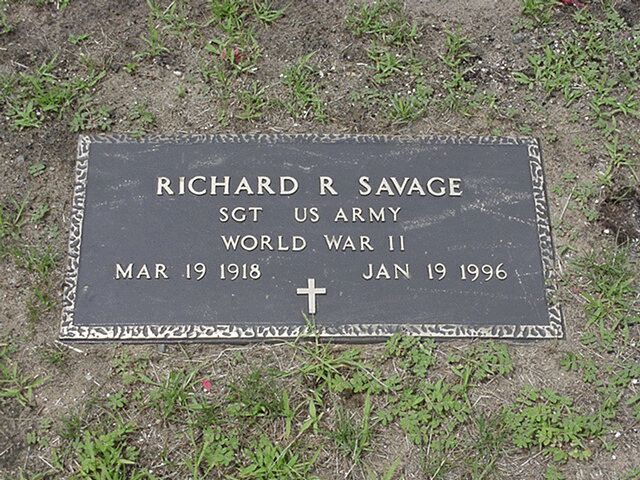 RICHARD R SAVAGE
SGT US ARMY
WORLD WAR II
MAR 19 1918 JAN 19 1996